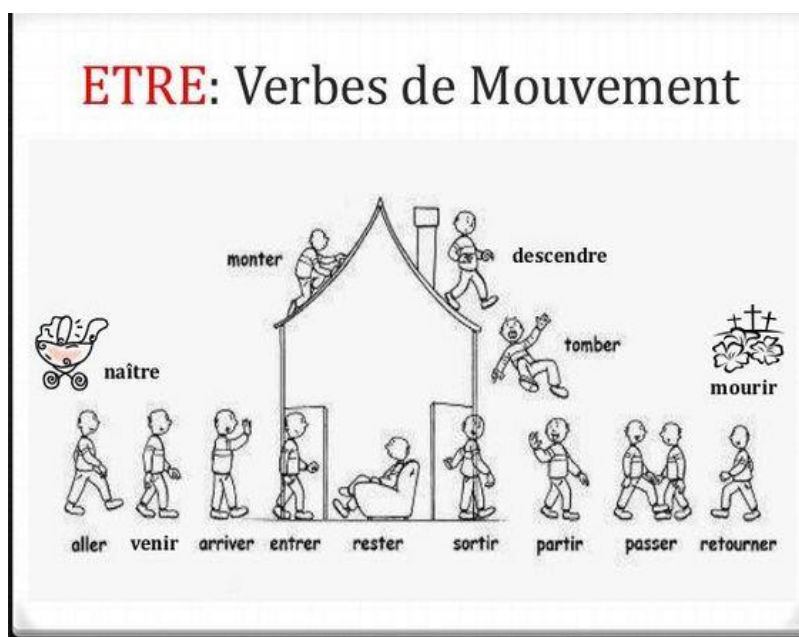 ETRE: Verbes de Mouvement
monter
descendre
tomber
naître
mourir
aller venir arriver entrer rester sortir partir passer retourner